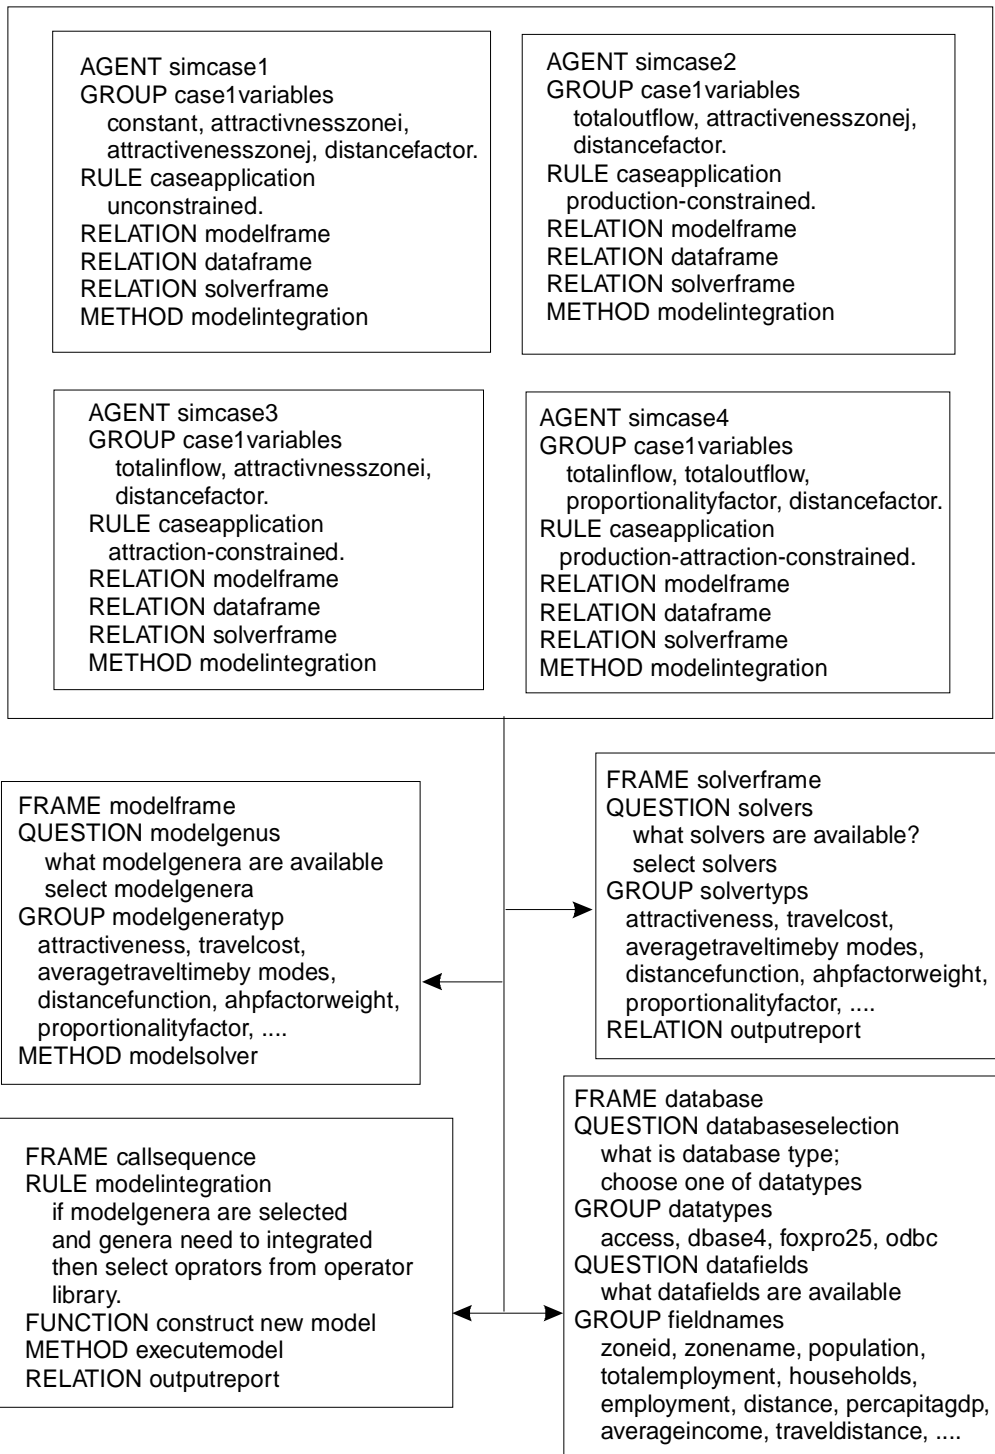 AGENT simcase1
GROUP case1variables
constant, attractivnesszonei,
attractivenesszonej, distancefactor.
RULE caseapplication
unconstrained.
RELATION modelframe
RELATION dataframe
RELATION solverframe
METHOD modelintegration
AGENT simcase2
GROUP case1variables
totaloutflow, attractivenesszonej,
distancefactor.
RULE caseapplication
production-constrained.
RELATION modelframe
RELATION dataframe
RELATION solverframe
METHOD modelintegration
AGENT simcase3
GROUP case1variables
totalinflow, attractivnesszonei,
distancefactor.
RULE caseapplication
attraction-constrained.
RELATION modelframe
RELATION dataframe
RELATION solverframe
METHOD modelintegration
AGENT simcase4
GROUP case1variables
totalinflow, totaloutflow,
proportionalityfactor, distancefactor.
RULE caseapplication
production-attraction-constrained.
RELATION modelframe
RELATION dataframe
RELATION solverframe
METHOD modelintegration
FRAME modelframe
QUESTION modelgenus
what modelgenera are available
select modelgenera
GROUP modelgeneratyp
attractiveness, travelcost,
averagetraveltimeby modes,
distancefunction, ahpfactorweight,
proportionalityfactor, ....
METHOD modelsolver
FRAME solverframe
QUESTION solvers
what solvers are available?
select solvers
GROUP solvertyps
attractiveness, travelcost,
averagetraveltimeby modes,
distancefunction, ahpfactorweight,
proportionalityfactor, ....
RELATION outputreport
FRAME callsequence
RULE modelintegration
if modelgenera are selected
and genera need to integrated
then select oprators from operator
library.
FUNCTION construct new model
METHOD executemodel
RELATION outputreport
FRAME database
QUESTION databaseselection
what is database type;
choose one of datatypes
GROUP datatypes
access, dbase4, foxpro25, odbc
QUESTION datafields
what datafields are available
GROUP fieldnames
zoneid, zonename, population,
totalemployment, households,
employment, distance, percapitagdp,
averageincome, traveldistance, ....